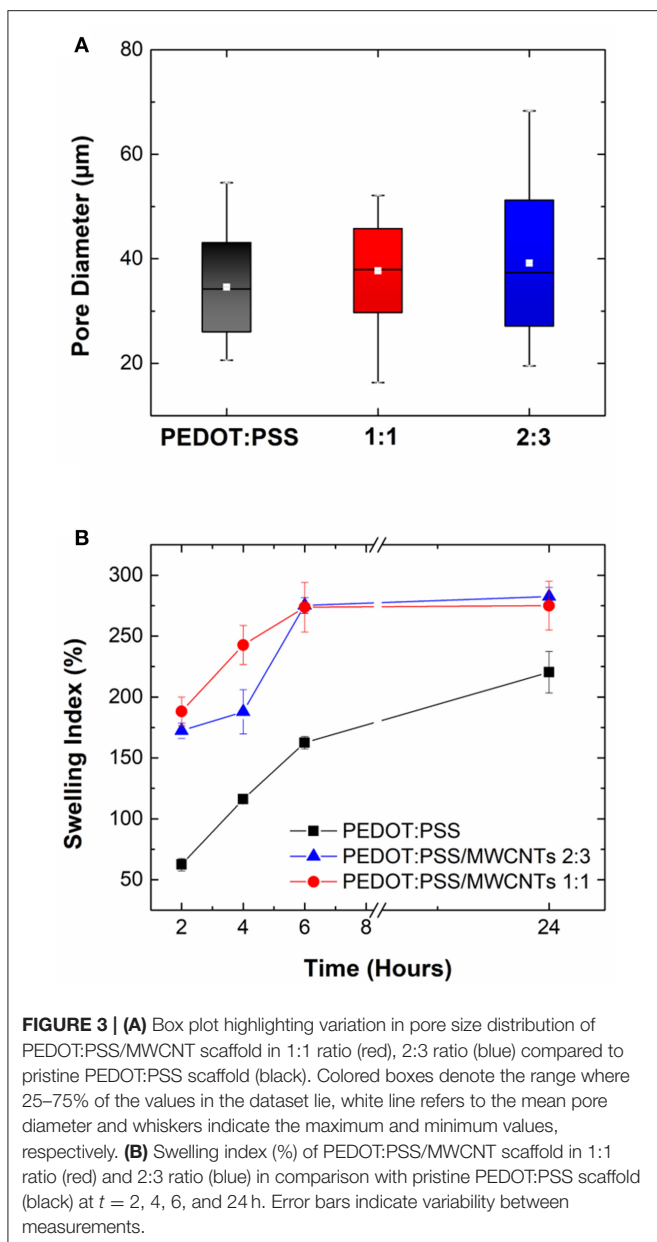 A
80
60
40
20
Pore Diameter (µm)
PEDOT:PSS 1:1 2:3
B
300
250
200
150
100
50
Swelling Index (%)
PEDOT:PSS
PEDOT:PSS/MWCNTs 2:3
PEDOT:PSS/MWCNTs 1:1
2 4 6 8 24
Time (Hours)
FIGURE 3 | (A) Box plot highlighting variation in pore size distribution of
PEDOT:PSS/MWCNT scaffold in 1:1 ratio (red), 2:3 ratio (blue) compared to
pristine PEDOT:PSS scaffold (black). Colored boxes denote the range where
25–75% of the values in the dataset lie, white line refers to the mean pore
diameter and whiskers indicate the maximum and minimum values,
respectively. (B) Swelling index (%) of PEDOT:PSS/MWCNT scaffold in 1:1
ratio (red) and 2:3 ratio (blue) in comparison with pristine PEDOT:PSS scaffold
(black) at t = 2, 4, 6, and 24 h. Error bars indicate variability between
measurements.